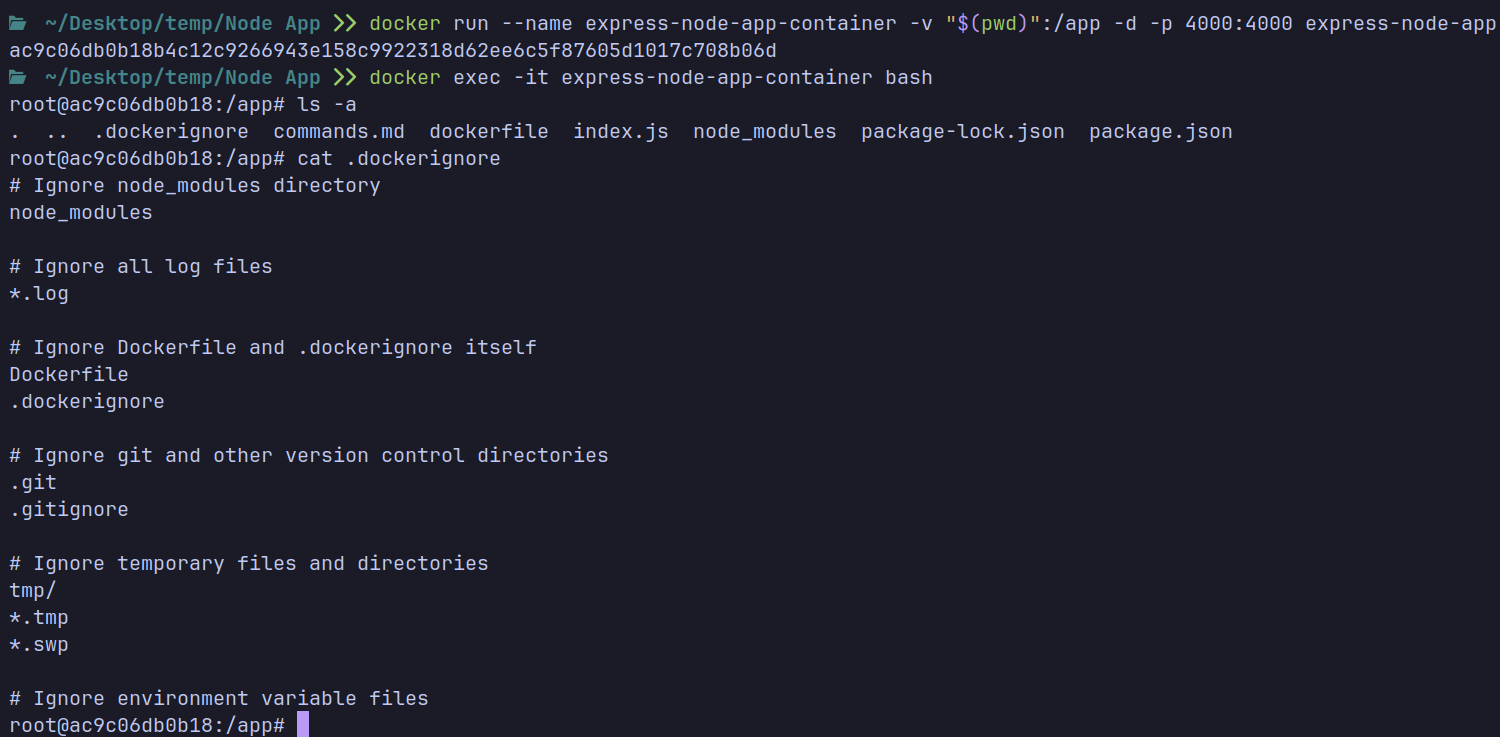 ~/Desktop/temp/Node App >> docker run --name express-node-app-container -v "$(pwd)":/app -d -p 4000:4000 express-node-app
ac9c06db0b18b4c12c9266943e158c9922318d62ee6c5f87605d1017c708b06d
~/Desktop/temp/Node App >> docker exec -it express-node-app-container bash
root@ac9c06db0b18:/app# ls -a
.  ..  .dockerignore  commands.md  dockerfile  index.js  node_modules  package-lock.json  package.json
root@ac9c06db0b18:/app# cat .dockerignore
# Ignore node_modules directory
node_modules
# Ignore all log files
*.log
# Ignore Dockerfile and .dockerignore itself
Dockerfile
.dockerignore
# Ignore git and other version control directories
.git
.gitignore
# Ignore temporary files and directories
tmp/
*.tmp
*.swp
# Ignore environment variable files
root@ac9c06db0b18:/app#